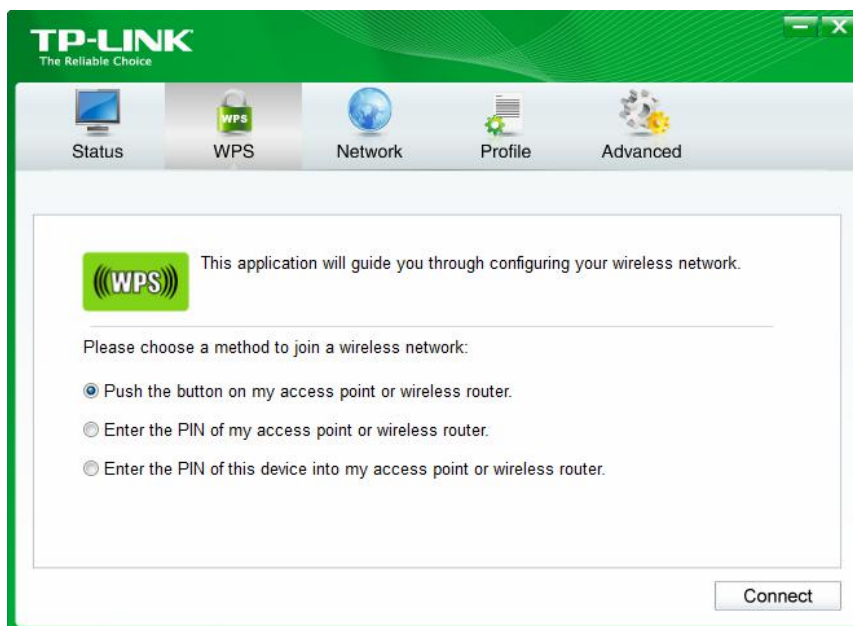 TP-LINK
The Reliable Choice
WPS
Status WPS Network Profile Advanced
(((WPS)))
This application will guide you through configuring your wireless network.
Please choose a method to join a wireless network:
Push the button on my access point or wireless router.
Enter the PIN of my access point or wireless router.
Enter the PIN of this device into my access point or wireless router.
Connect